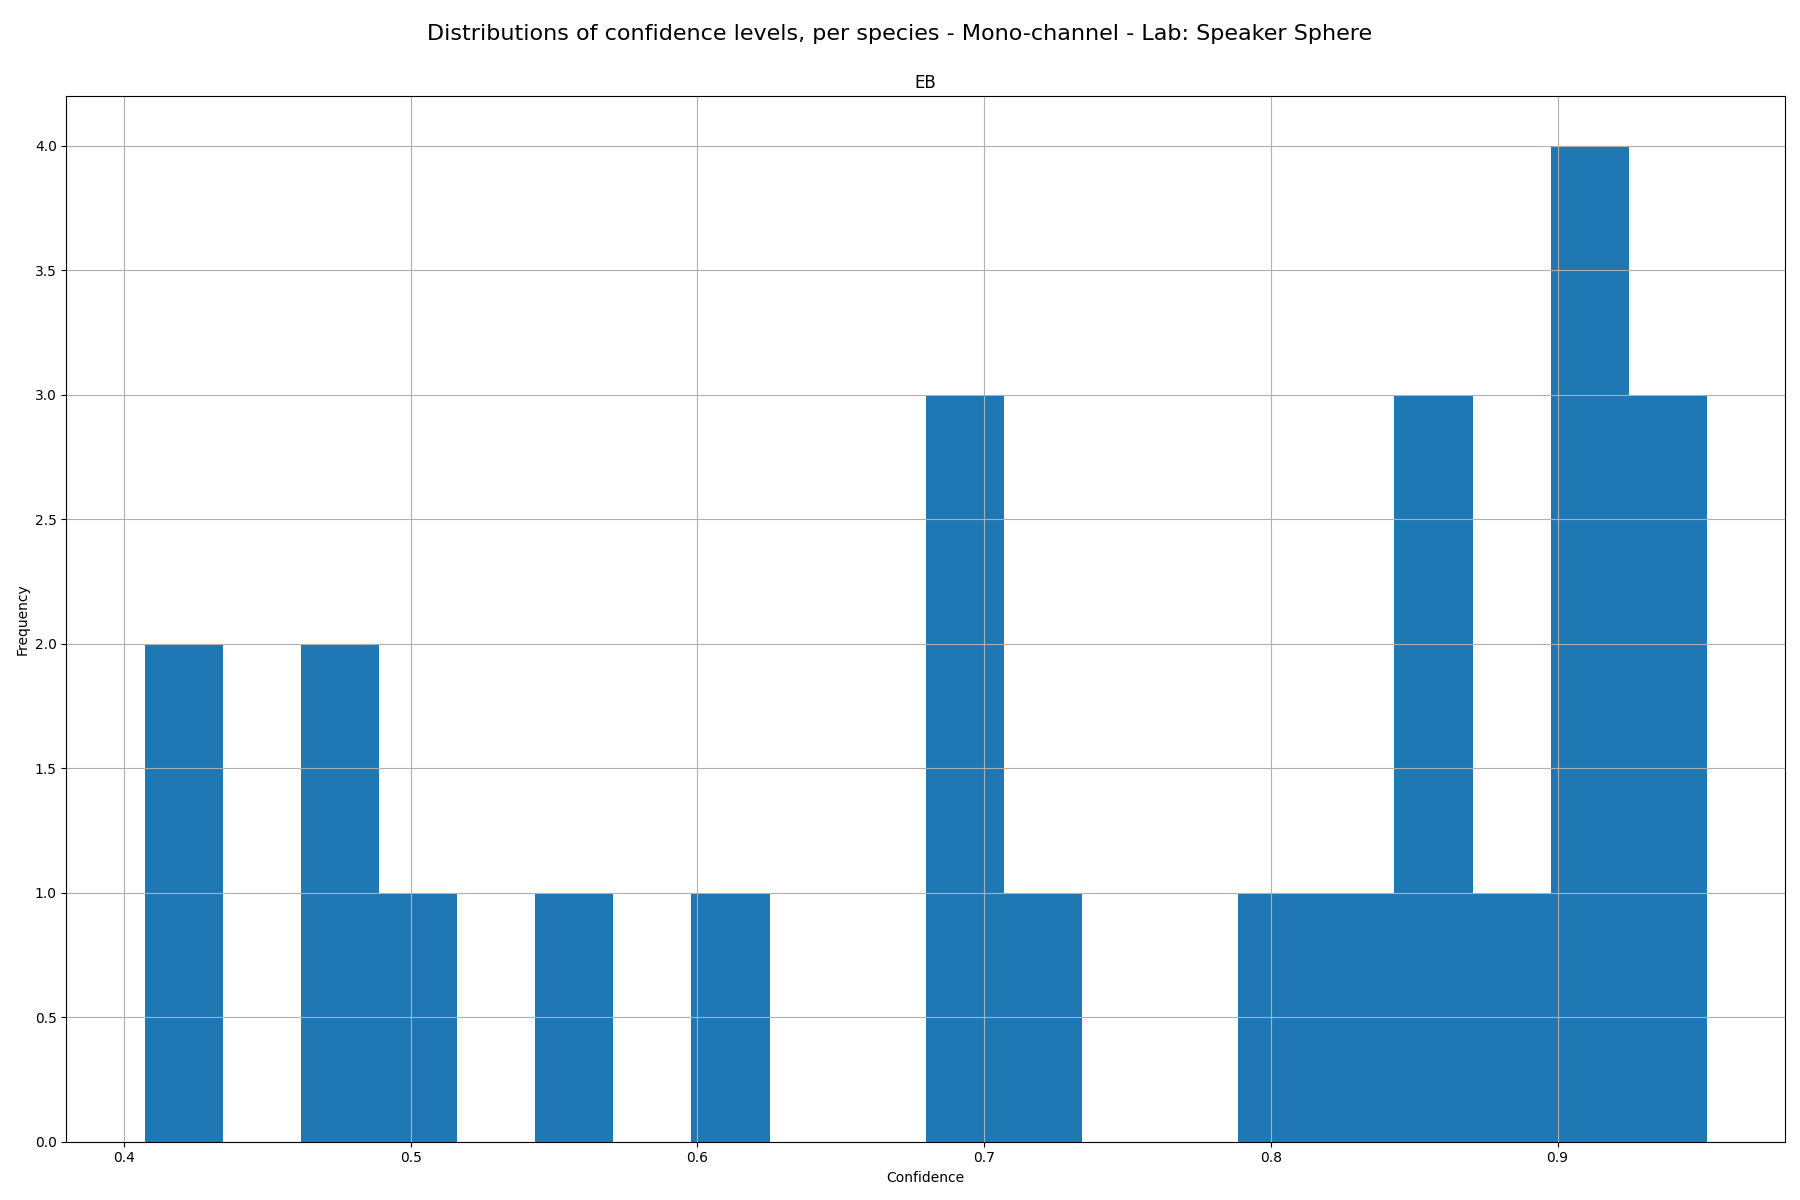 Distributions of confidence levels, per species - Mono-channel - Lab: Speaker Sphere
EB
4.0
3.5
3.0
2.5
2.0
1.5
1.0
0.5
0.0
Frequency
0.4 0.5 0.6 0.7 0.8 0.9
Confidence